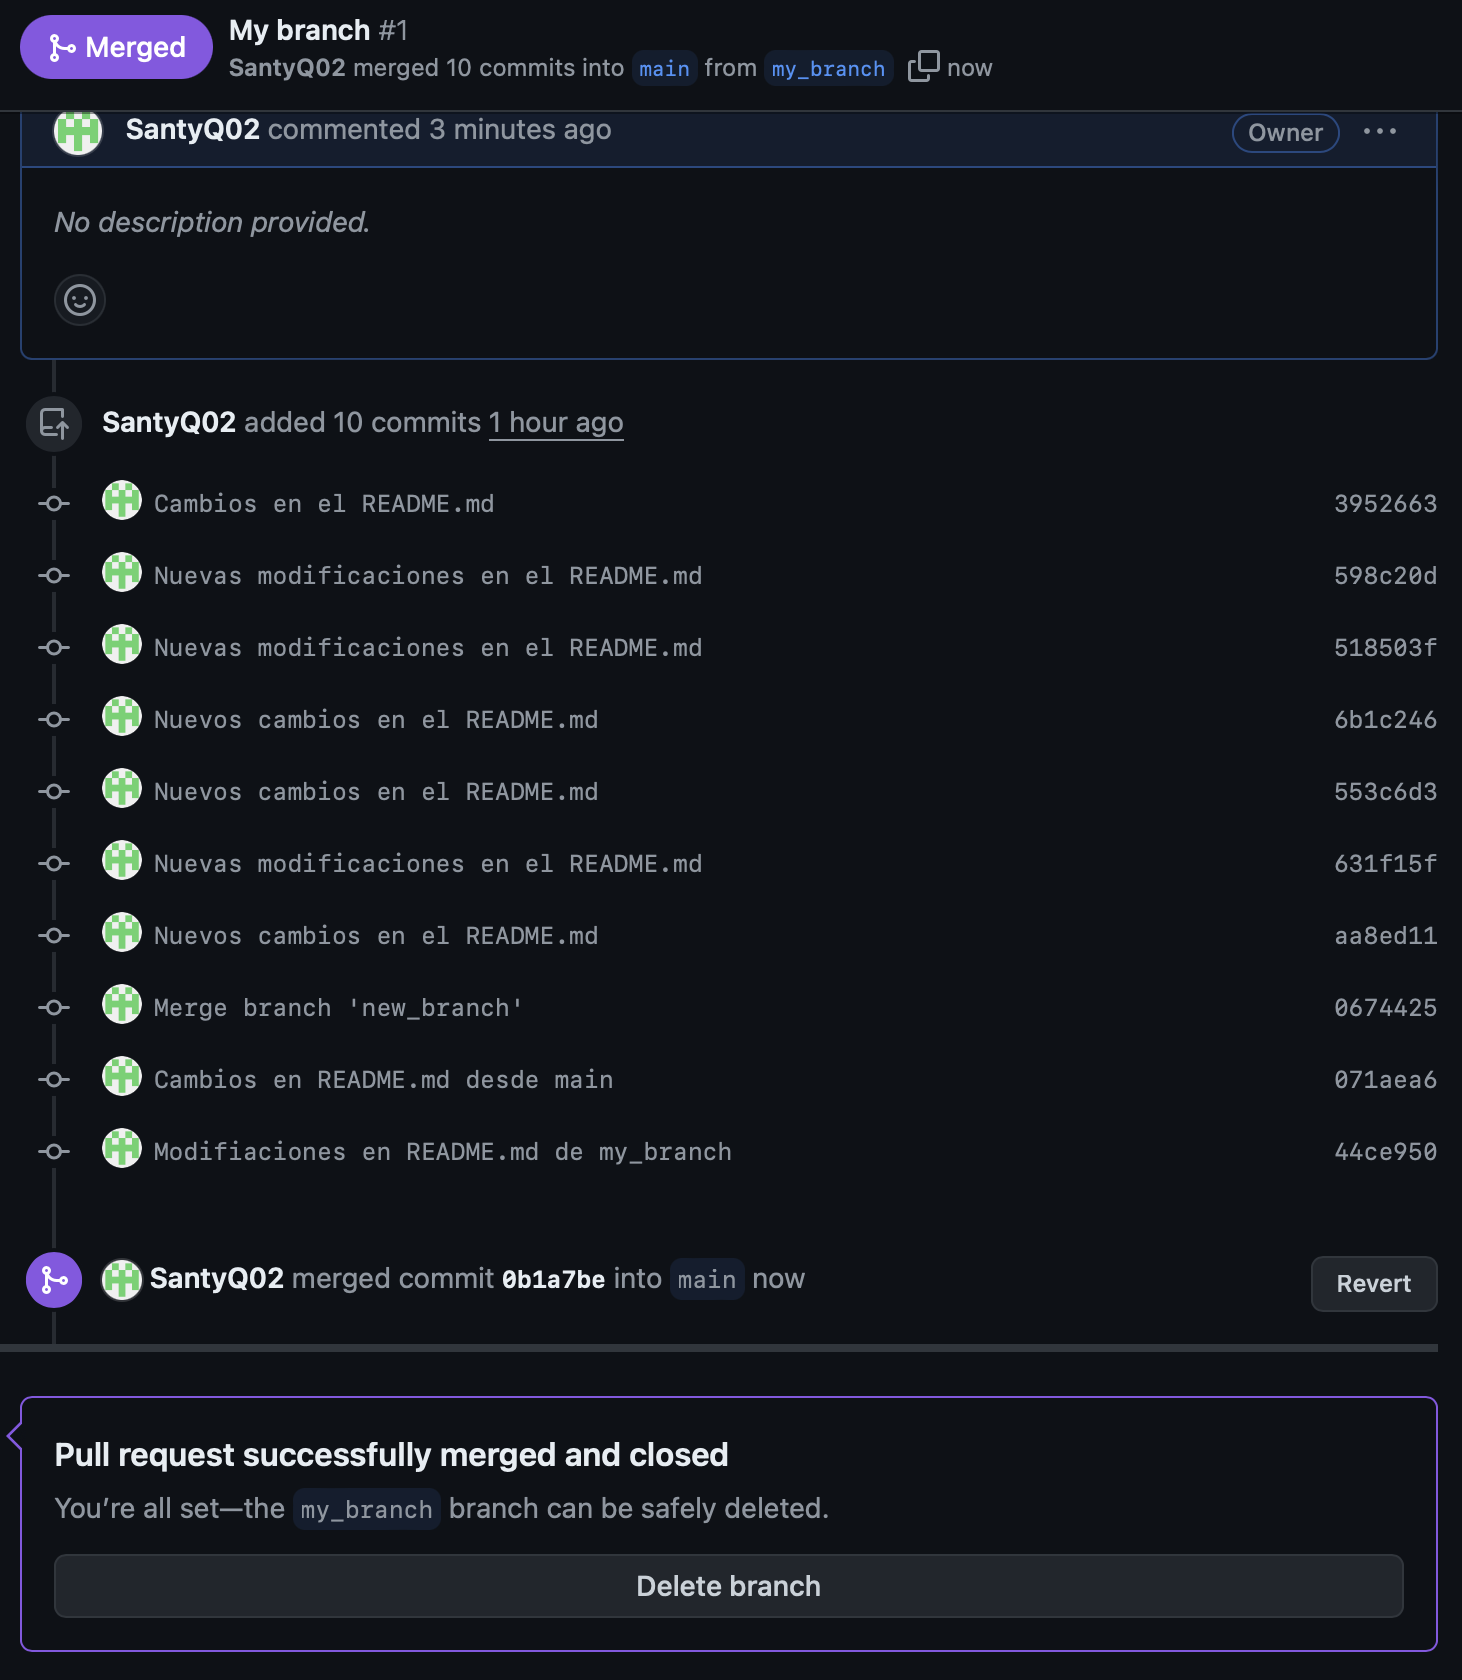 Merged
My branch #1
SantyQ02 merged 10 commits into main from my_branch now
SantyQ02 commented 3 minutes ago Owner ...
No description provided.
SantyQ02 added 10 commits 1 hour ago
Cambios en el README.md 3952663
Nuevas modificaciones en el README.md 598c20d
Nuevas modificaciones en el README.md 518503f
Nuevos cambios en el README.md 6b1c246
Nuevos cambios en el README.md 553c6d3
Nuevas modificaciones en el README.md 631f15f
Nuevos cambios en el README.md aa8ed11
Merge branch 'new_branch' 0674425
Cambios en README.md desde main 071aea6
Modifiaciones en README.md de my_branch 44ce950
SantyQ02 merged commit 0b1a7be into main now Revert
Pull request successfully merged and closed
You’re all set—the my_branch branch can be safely deleted.
Delete branch